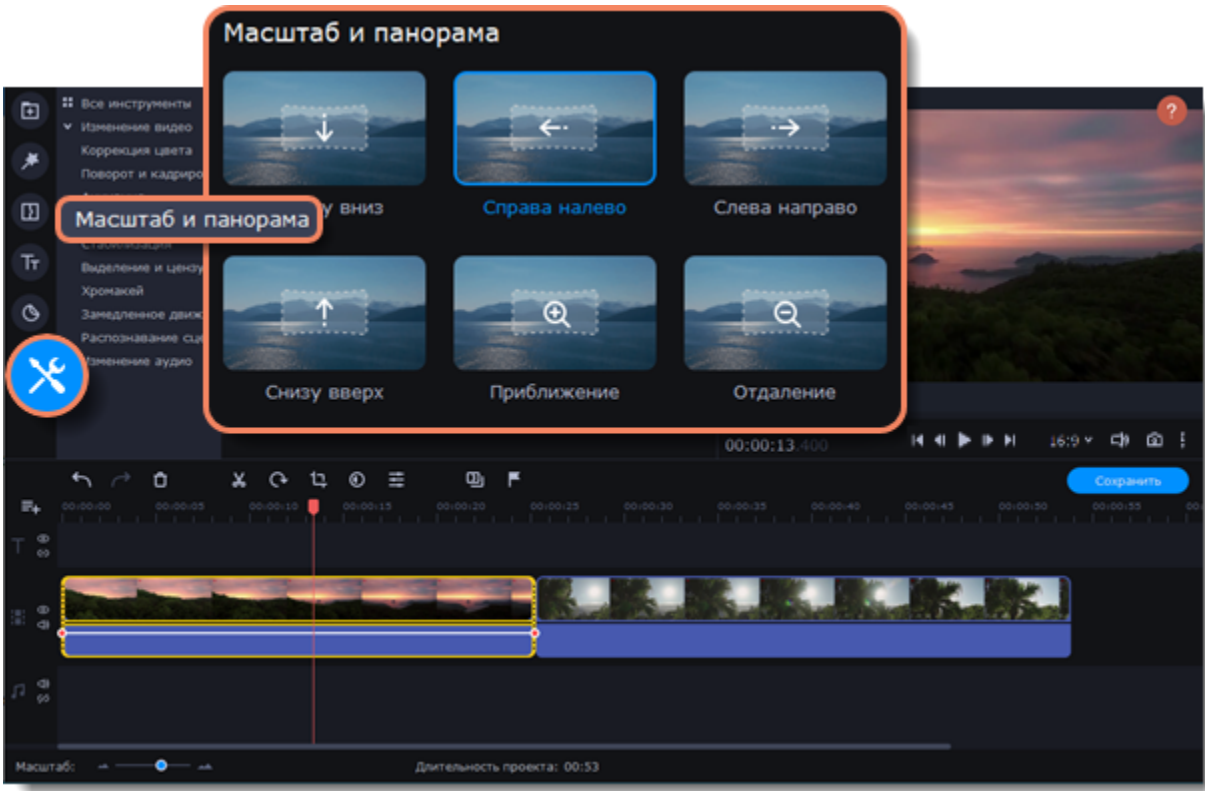 Масштаб и панорама
у вниз
Справа налево
Слева направо
Снизу вверх
Приближение
Отдаление
Все инструменты
Изменение видео
Коррекция цвета
Поворот и кадриро
Масштаб и панорама
Стабилизация
Выделение и цензу
Хромакей
Замедленное движ
Распознавание сце
Изменение аудио
?
00:00:13.400
16:9
Сохранить
00:00:00 00:00:05 00:00:10 00:00:15 00:00:20 00:00:25 00:00:30 00:00:35 00:00:40 00:00:45 00:00:50 00:00:55
Масштаб:
Длительность проекта: 00:53